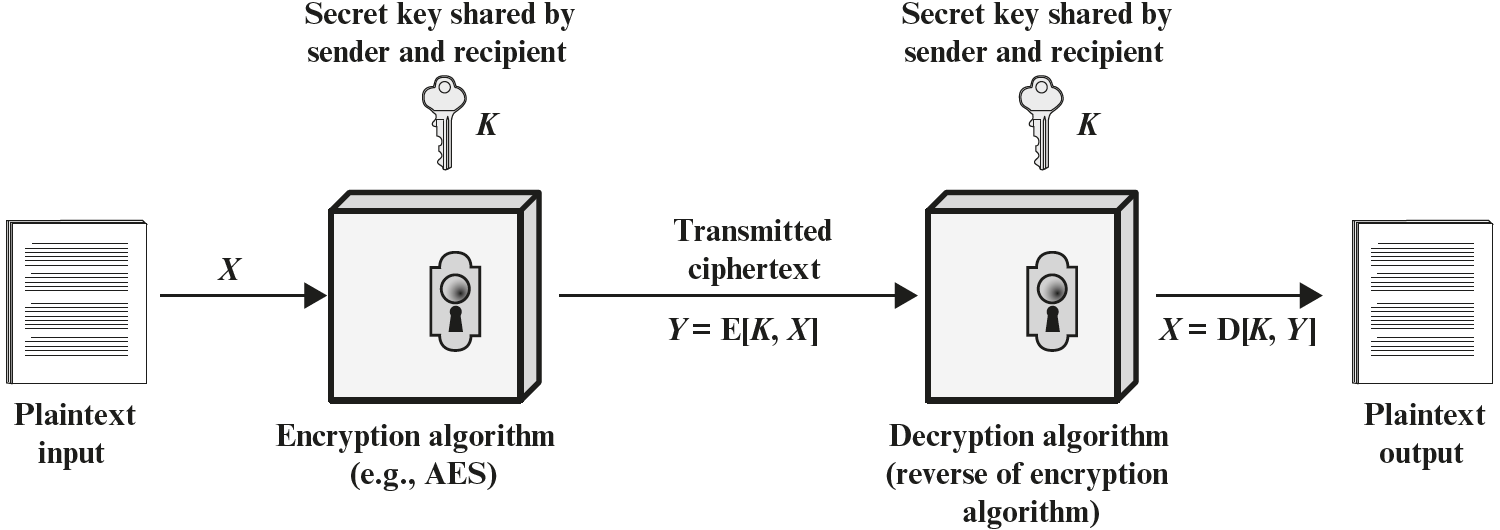 Secret key shared by
sender and recipient
K
Secret key shared by
sender and recipient
K
X
Transmitted
ciphertext
Y = E[K, X]
X = D[K, Y]
Plaintext
input
Encryption algorithm
(e.g., AES)
Decryption algorithm
(reverse of encryption
algorithm)
Plaintext
output